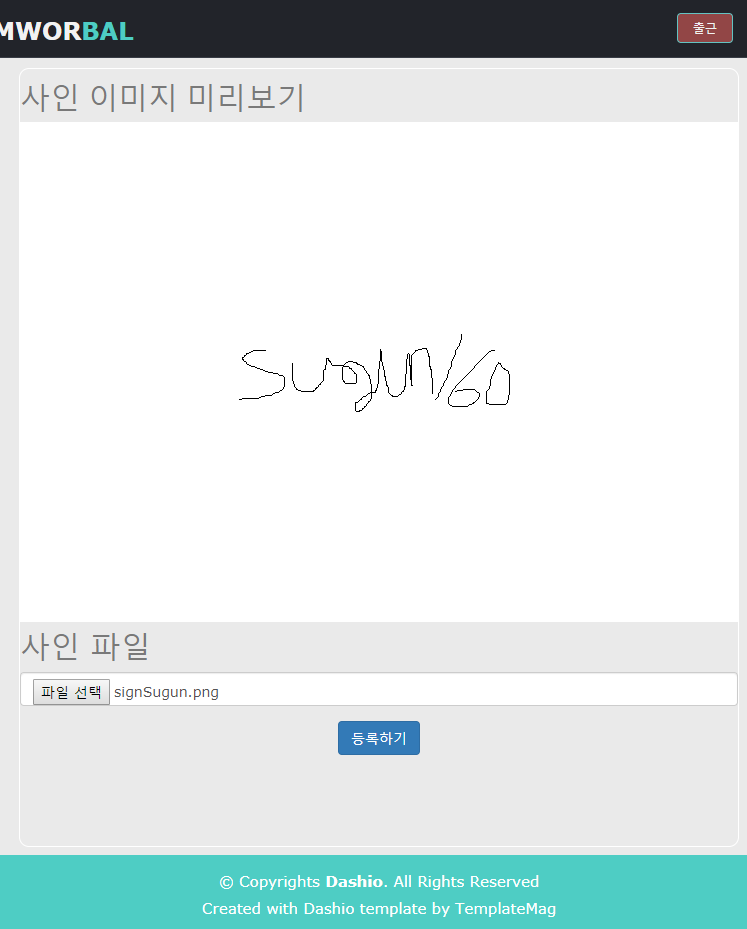 MWORBAL
출근
사인 이미지 미리보기
sugun/60
사인 파일
파일 선택 signSugun.png
등록하기
© Copyrights Dashio. All Rights Reserved
Created with Dashio template by TemplateMag